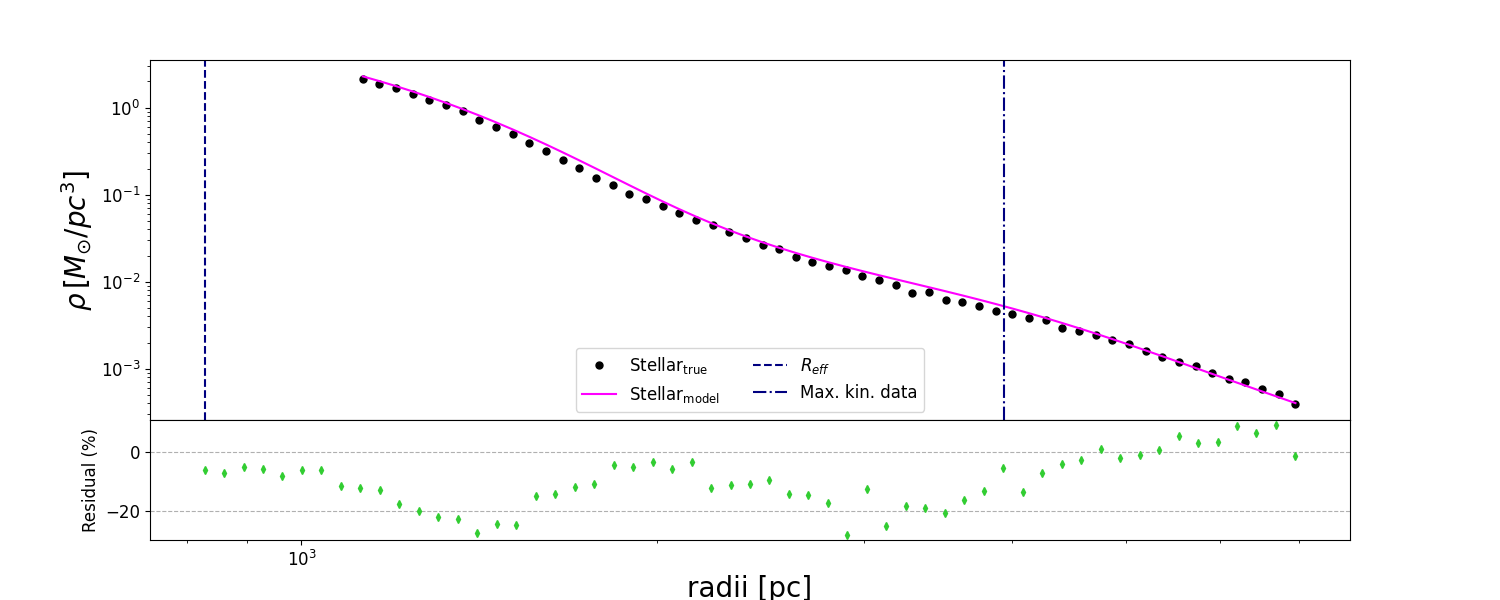 10⁰
10⁻¹
10⁻²
10⁻³
ρ [M⊙/pc³]
Stellar_true
Stellar_model
R_eff
Max. kin. data
0
−20
Residual (%)
10³
radii [pc]